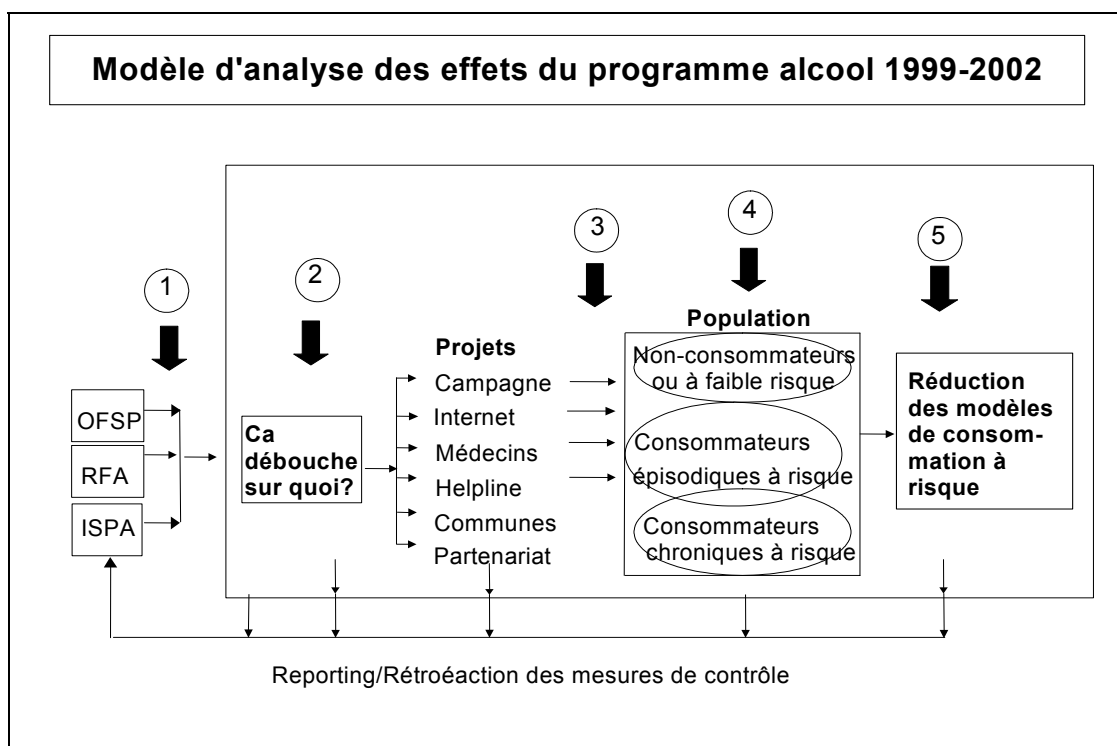 Modèle d'analyse des effets du programme alcool 1999-2002
1
2
3
4
5
OFSP
RFA
ISPA
Ca
débouche
sur quoi?
Projets
Campagne
Internet
Médecins
Helpline
Communes
Partenariat
Population
Non-consommateurs
ou à faible risque
Consommateurs
épisodiques à risque
Consommateurs
chroniques à risque
Réduction
des modèles
de consom-
mation à
risque
Reporting/Rétroéaction des mesures de contrôle